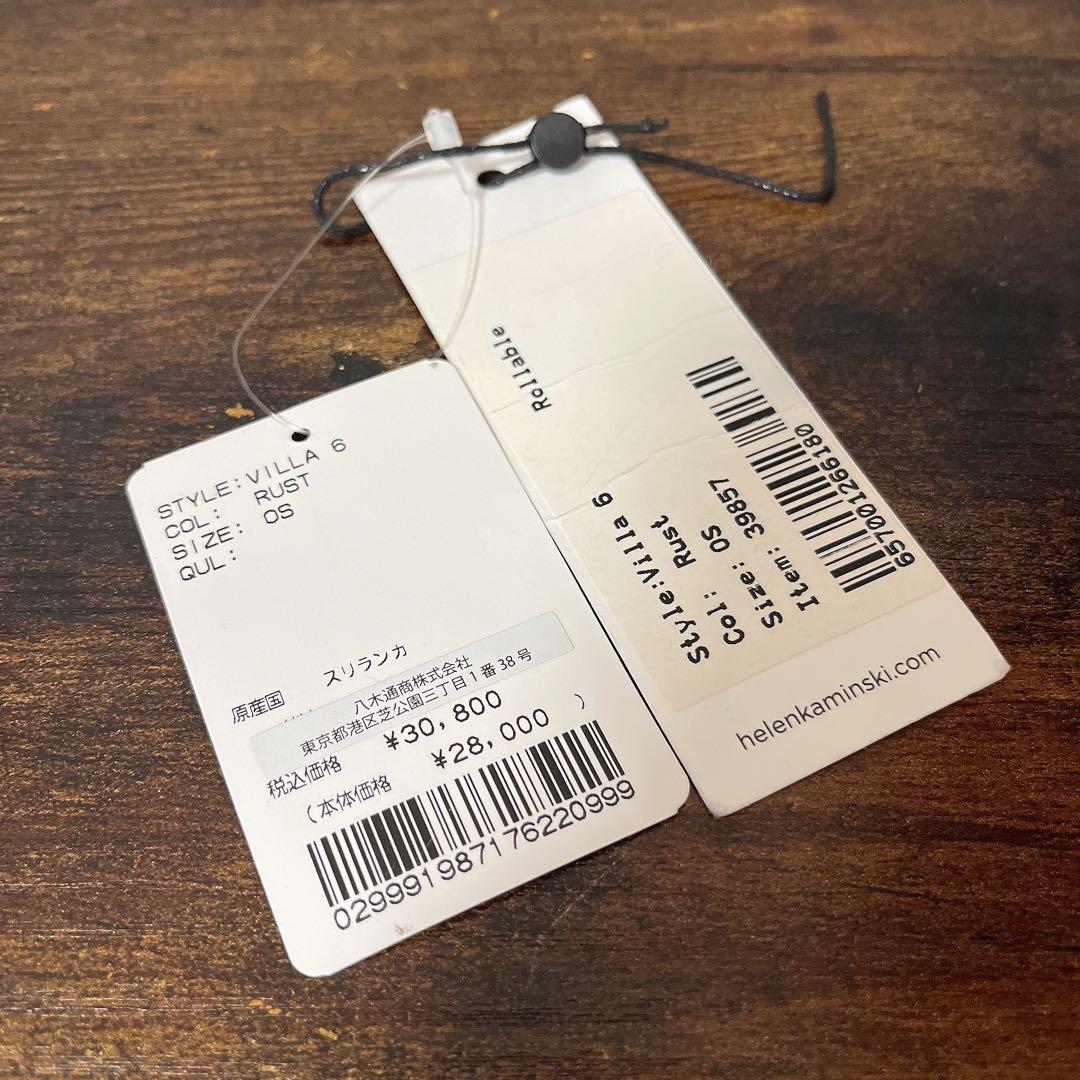 STYLE:VILLA 6
COL: RUST
SIZE: OS
QUL:
原産国 スリランカ
八木通商株式会社
東京都港区芝公園三丁目1番38号
税込価格 ¥30,800
(本体価格 ¥28,000 )
029991987176220999
Rollable
Style:Villa 6
Col: Rust
Size: OS
Item: 39857
657001266180
helenkaminski.com